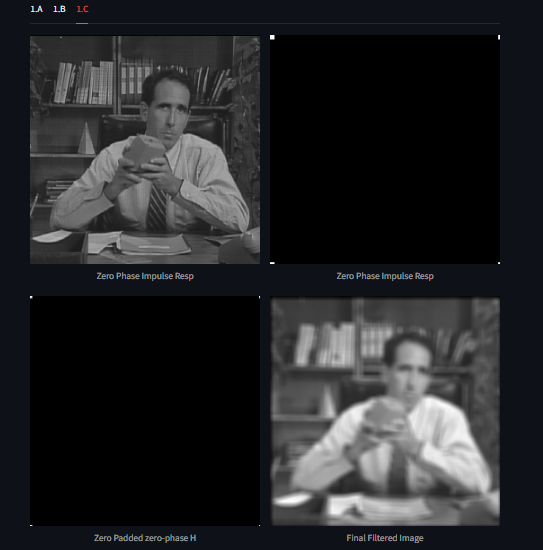 1.A 1.B 1.C
Zero Phase Impulse Resp
Zero Phase Impulse Resp
Zero Padded zero-phase H
Final Filtered Image